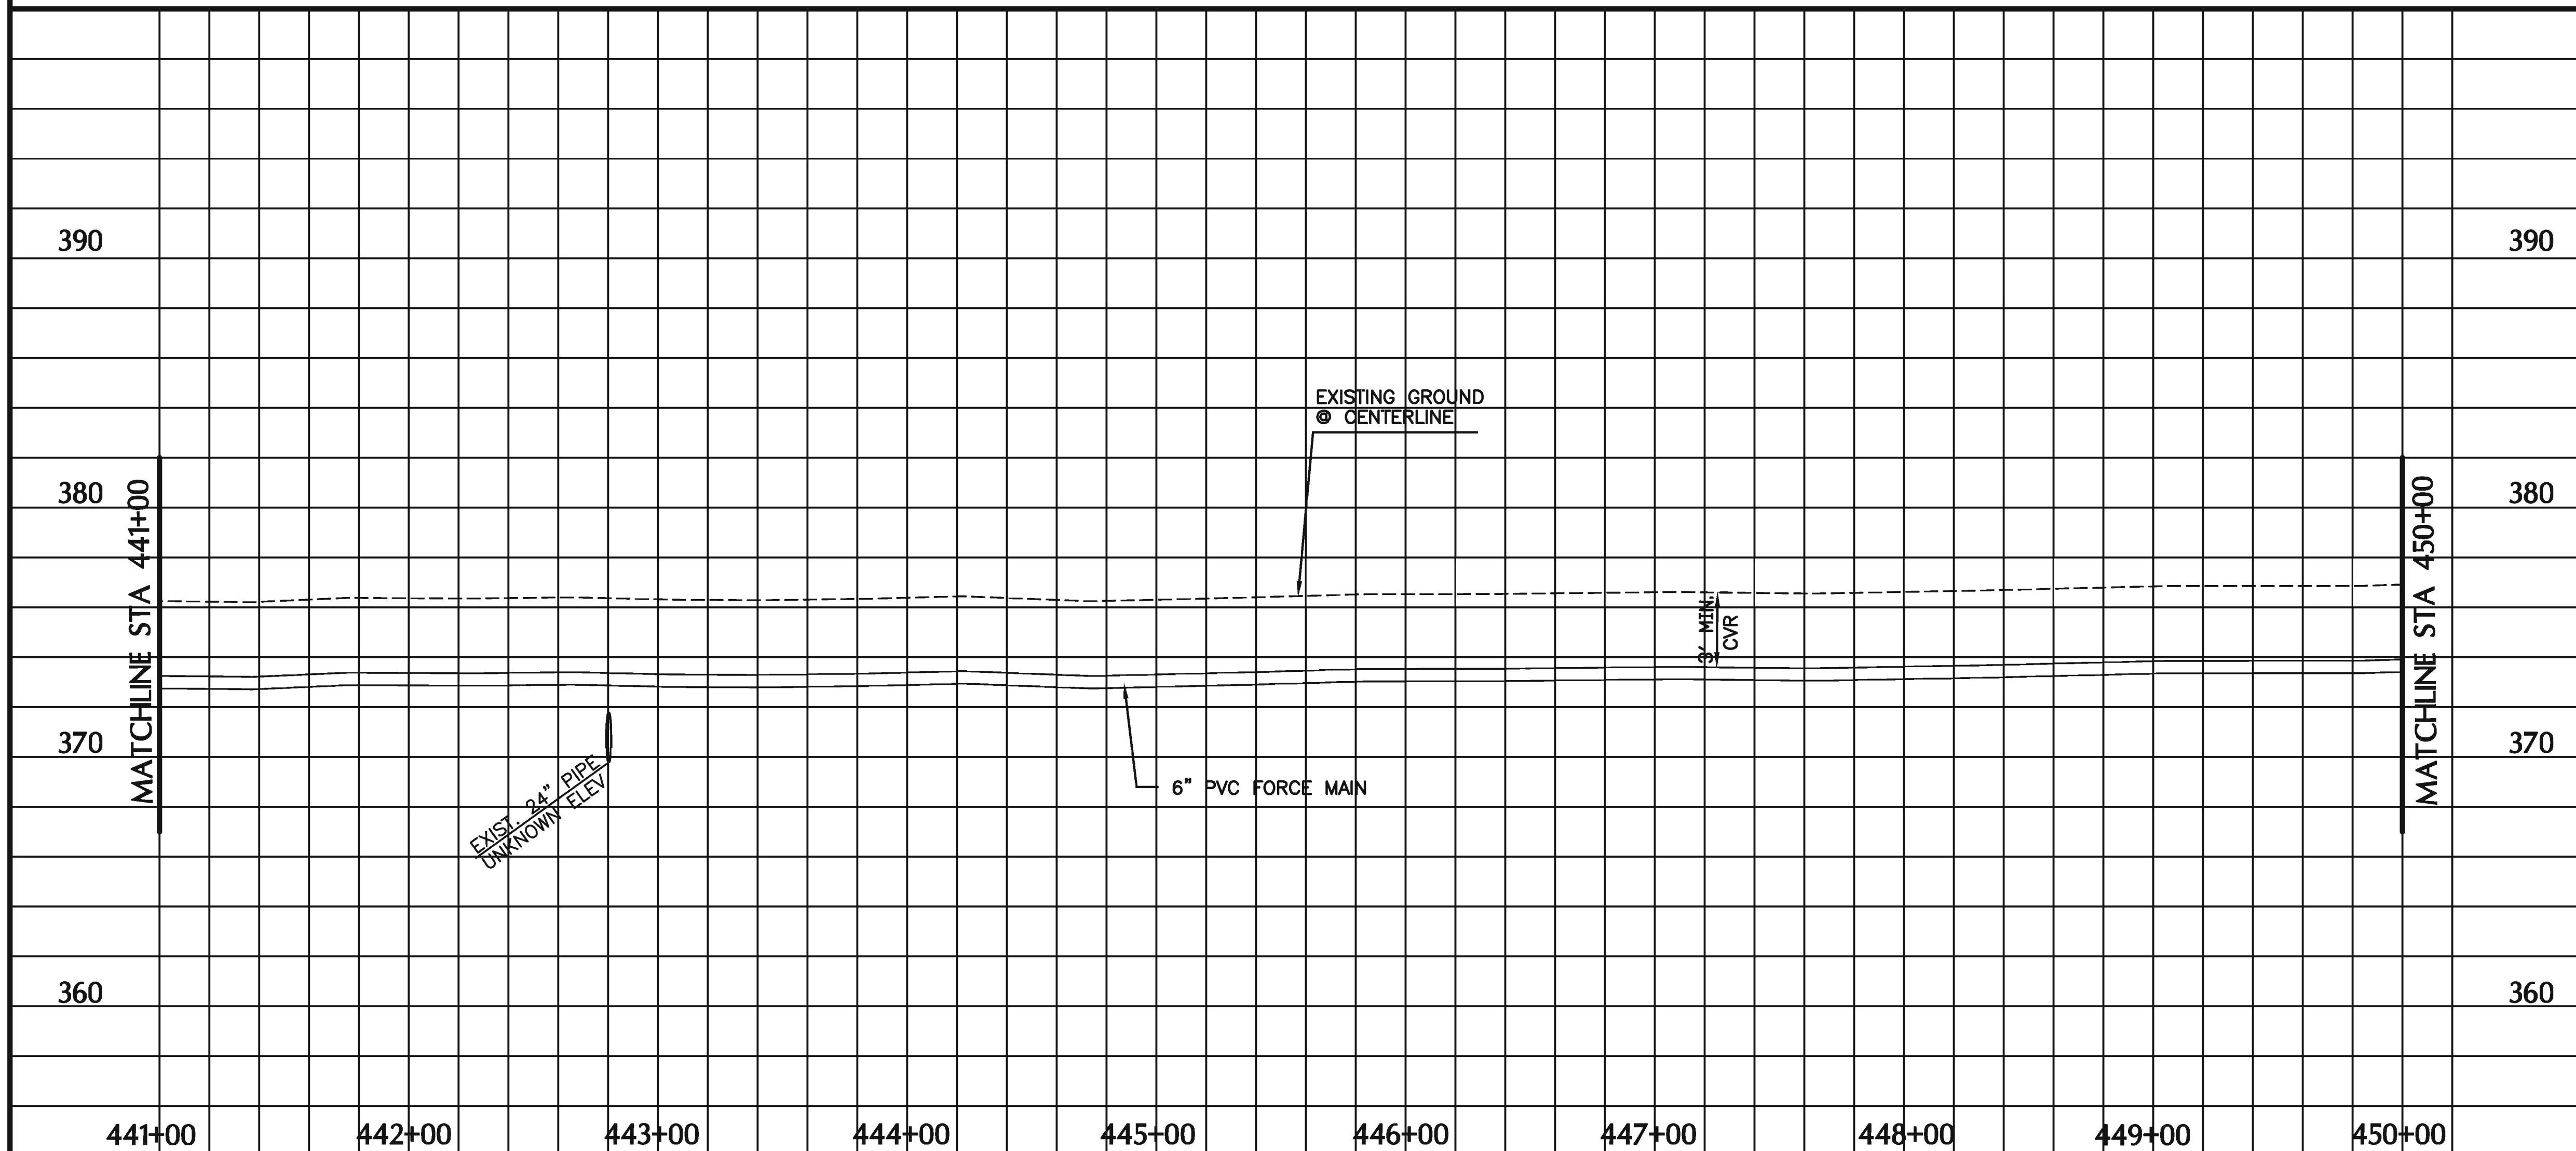 390
390
EXISTING GROUND
@ CENTERLINE
380
380
MATCHLINE STA 441+00
MATCHLINE STA 450+00
3' MIN.
CVR
370
370
EXIST. 24" PIPE
UNKNOWN ELEV
6" PVC FORCE MAIN
360
360
441+00
442+00
443+00
444+00
445+00
446+00
447+00
448+00
449+00
450+00